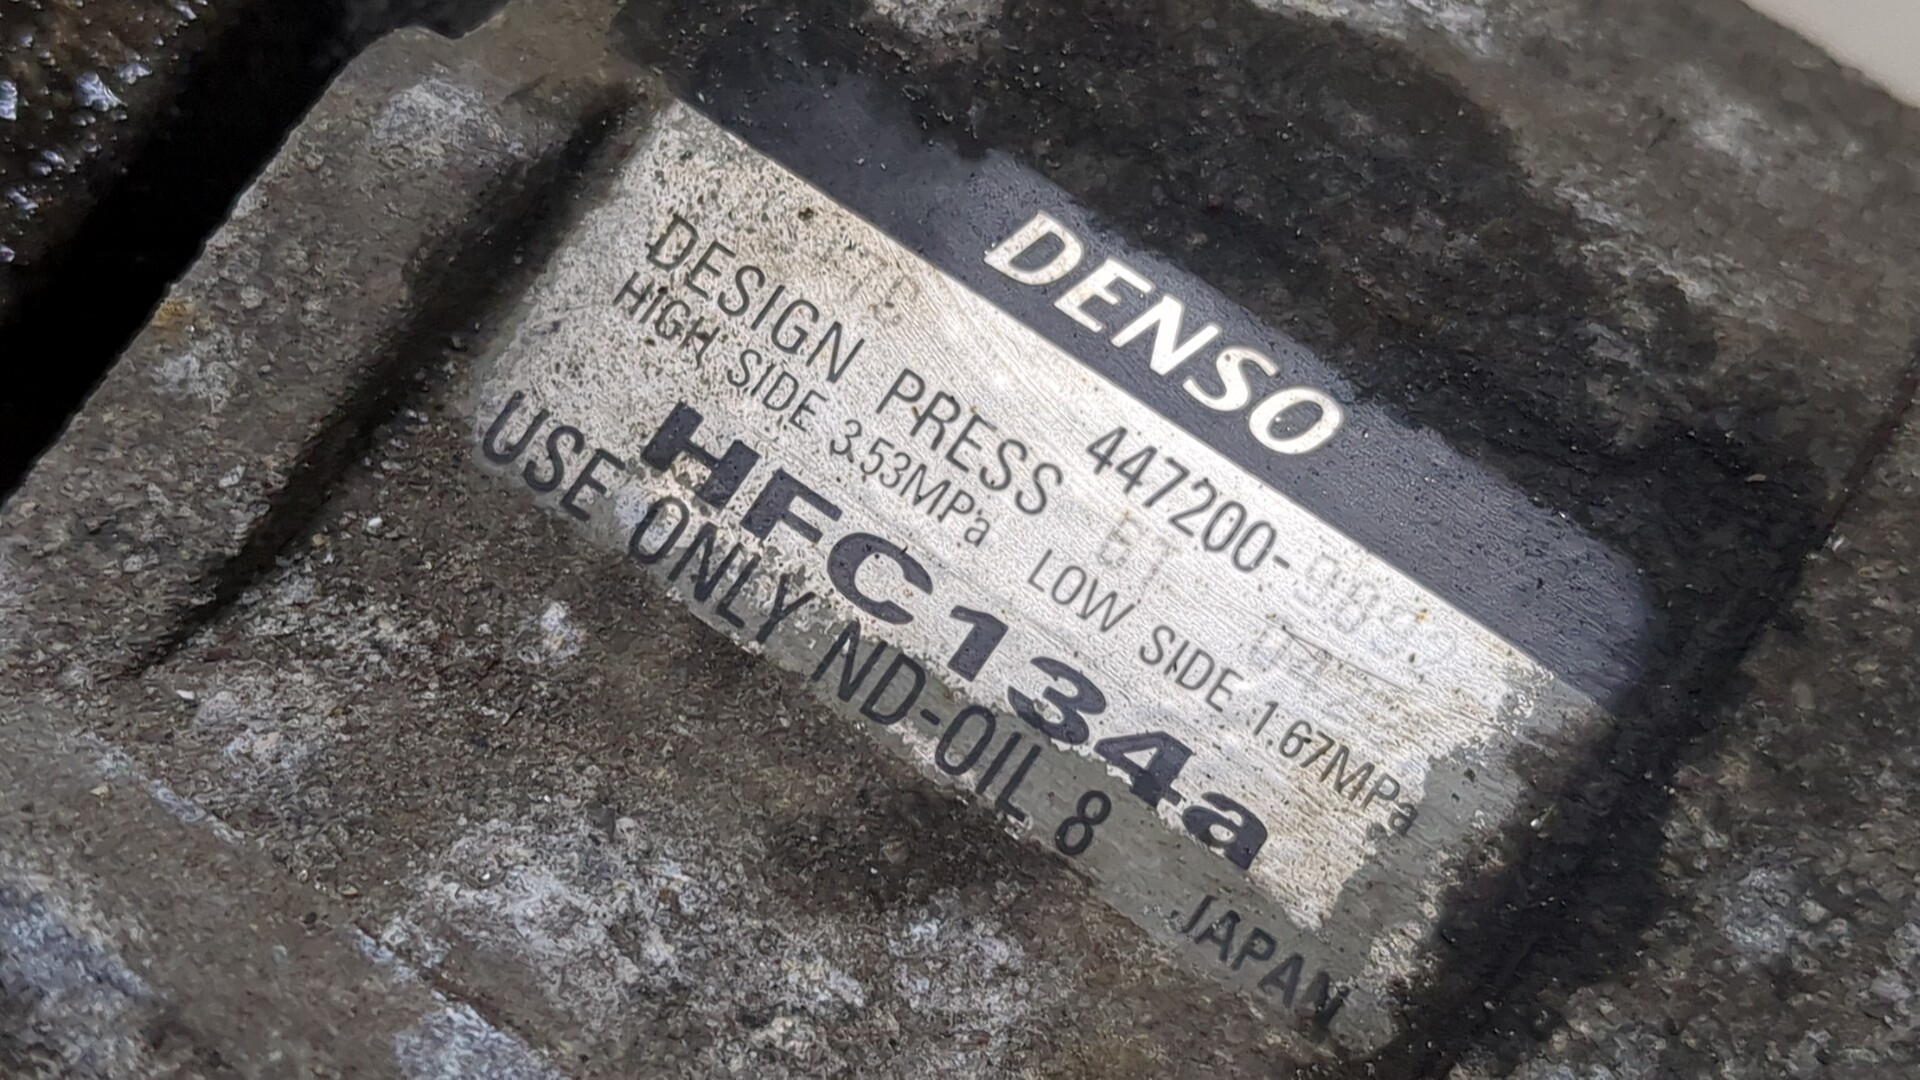 DENSO
447200-
DESIGN PRESS
HIGH SIDE 3.53MPa LOW SIDE 1.67MPa
HFC134a
USE ONLY ND-OIL 8
JAPAN